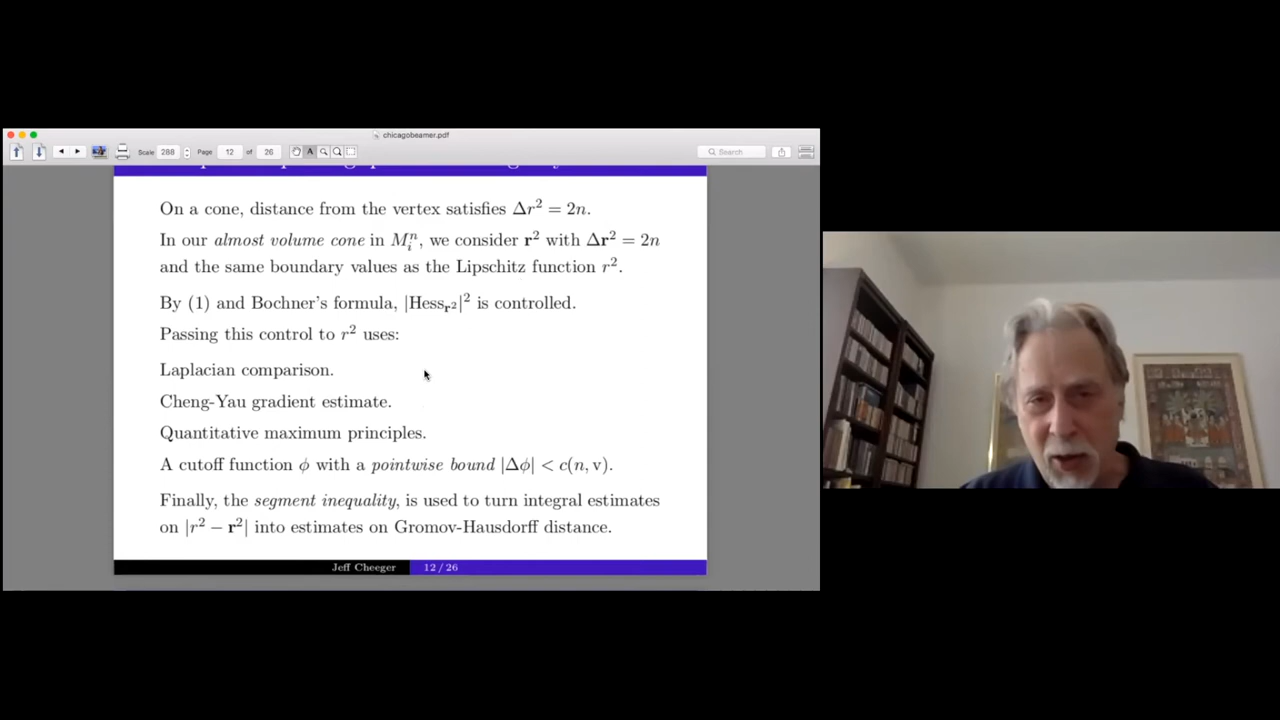 chicagobeamer.pdf
Scale 288 Page 12 of 26 Search
On a cone, distance from the vertex satisfies Δr² = 2n.
In our almost volume cone in Mᵢⁿ, we consider 𝐫² with Δ𝐫² = 2n
and the same boundary values as the Lipschitz function r².
By (1) and Bochner's formula, |Hess_𝐫²|² is controlled.
Passing this control to r² uses:
Laplacian comparison.
Cheng-Yau gradient estimate.
Quantitative maximum principles.
A cutoff function ϕ with a pointwise bound |Δϕ| < c(n, v).
Finally, the segment inequality, is used to turn integral estimates
on |r² − 𝐫²| into estimates on Gromov-Hausdorff distance.
Jeff Cheeger 12 / 26